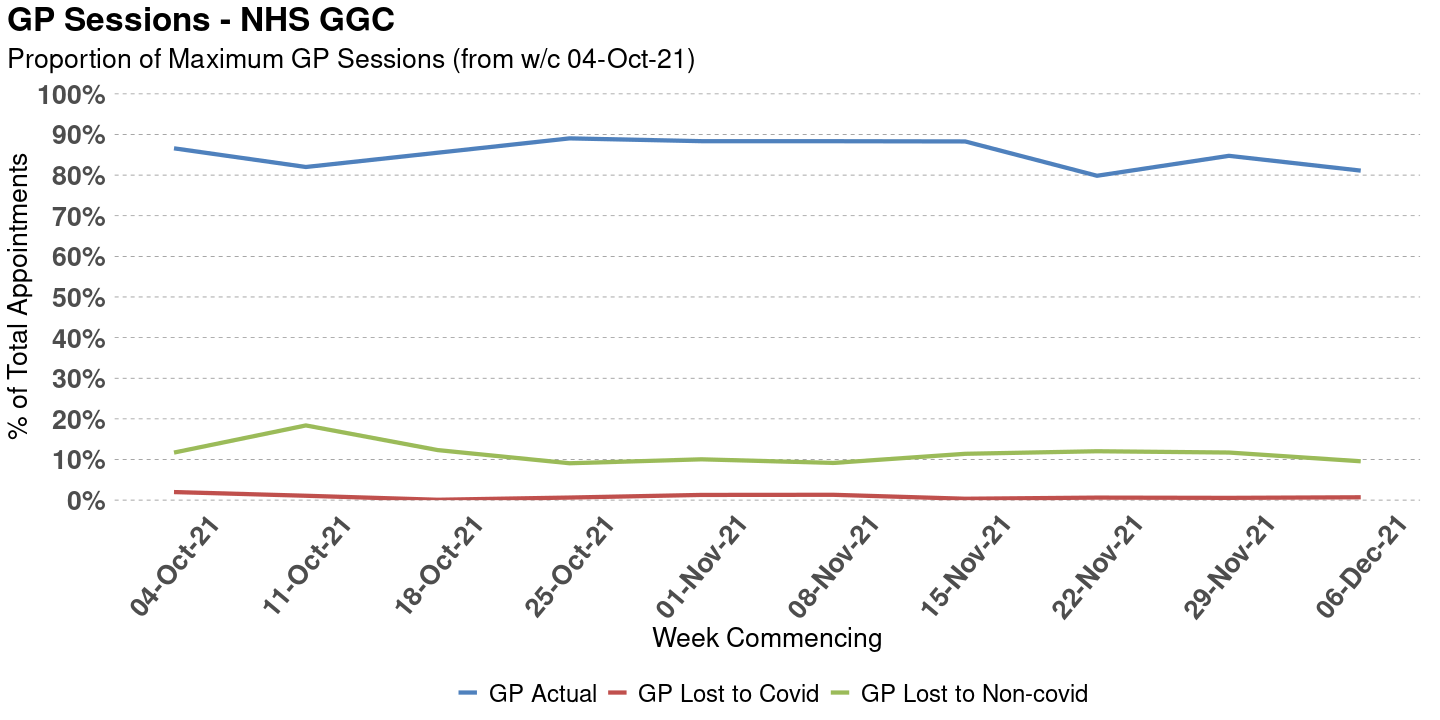 GP Sessions - NHS GGC
Proportion of Maximum GP Sessions (from w/c 04-Oct-21)
% of Total Appointments
100%
90%
80%
70%
60%
50%
40%
30%
20%
10%
0%
04-Oct-21
11-Oct-21
18-Oct-21
25-Oct-21
01-Nov-21
08-Nov-21
15-Nov-21
22-Nov-21
29-Nov-21
06-Dec-21
Week Commencing
GP Actual GP Lost to Covid GP Lost to Non-covid